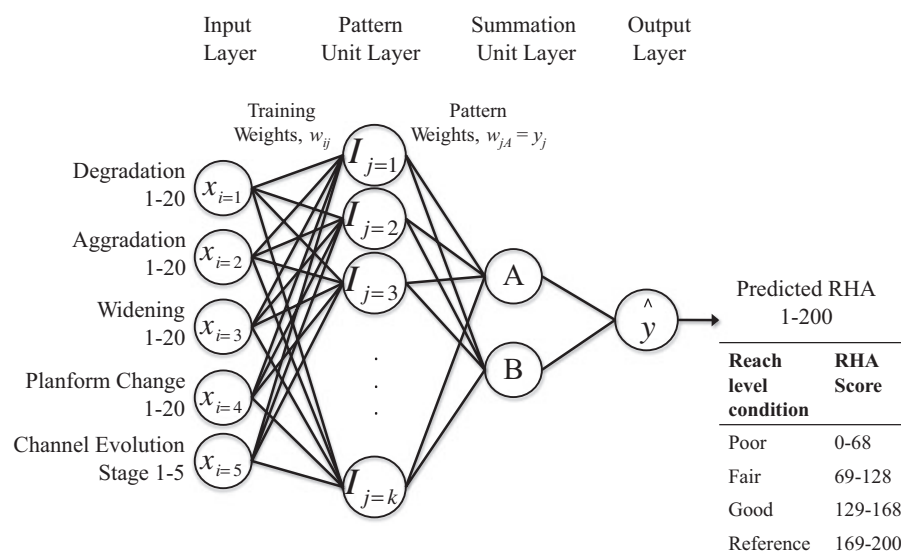 Input
Layer
Pattern
Unit Layer
Summation
Unit Layer
Output
Layer
Training
Weights, w_ij
Pattern
Weights, w_jA = y_j
Degradation
1-20
Aggradation
1-20
Widening
1-20
Planform Change
1-20
Channel Evolution
Stage 1-5
x_i=1
x_i=2
x_i=3
x_i=4
x_i=5
I_j=1
I_j=2
I_j=3
.
.
.
I_j=k
A
B
ŷ
Predicted RHA
1-200
Reach level condition RHA Score
Poor 0-68
Fair 69-128
Good 129-168
Reference 169-200